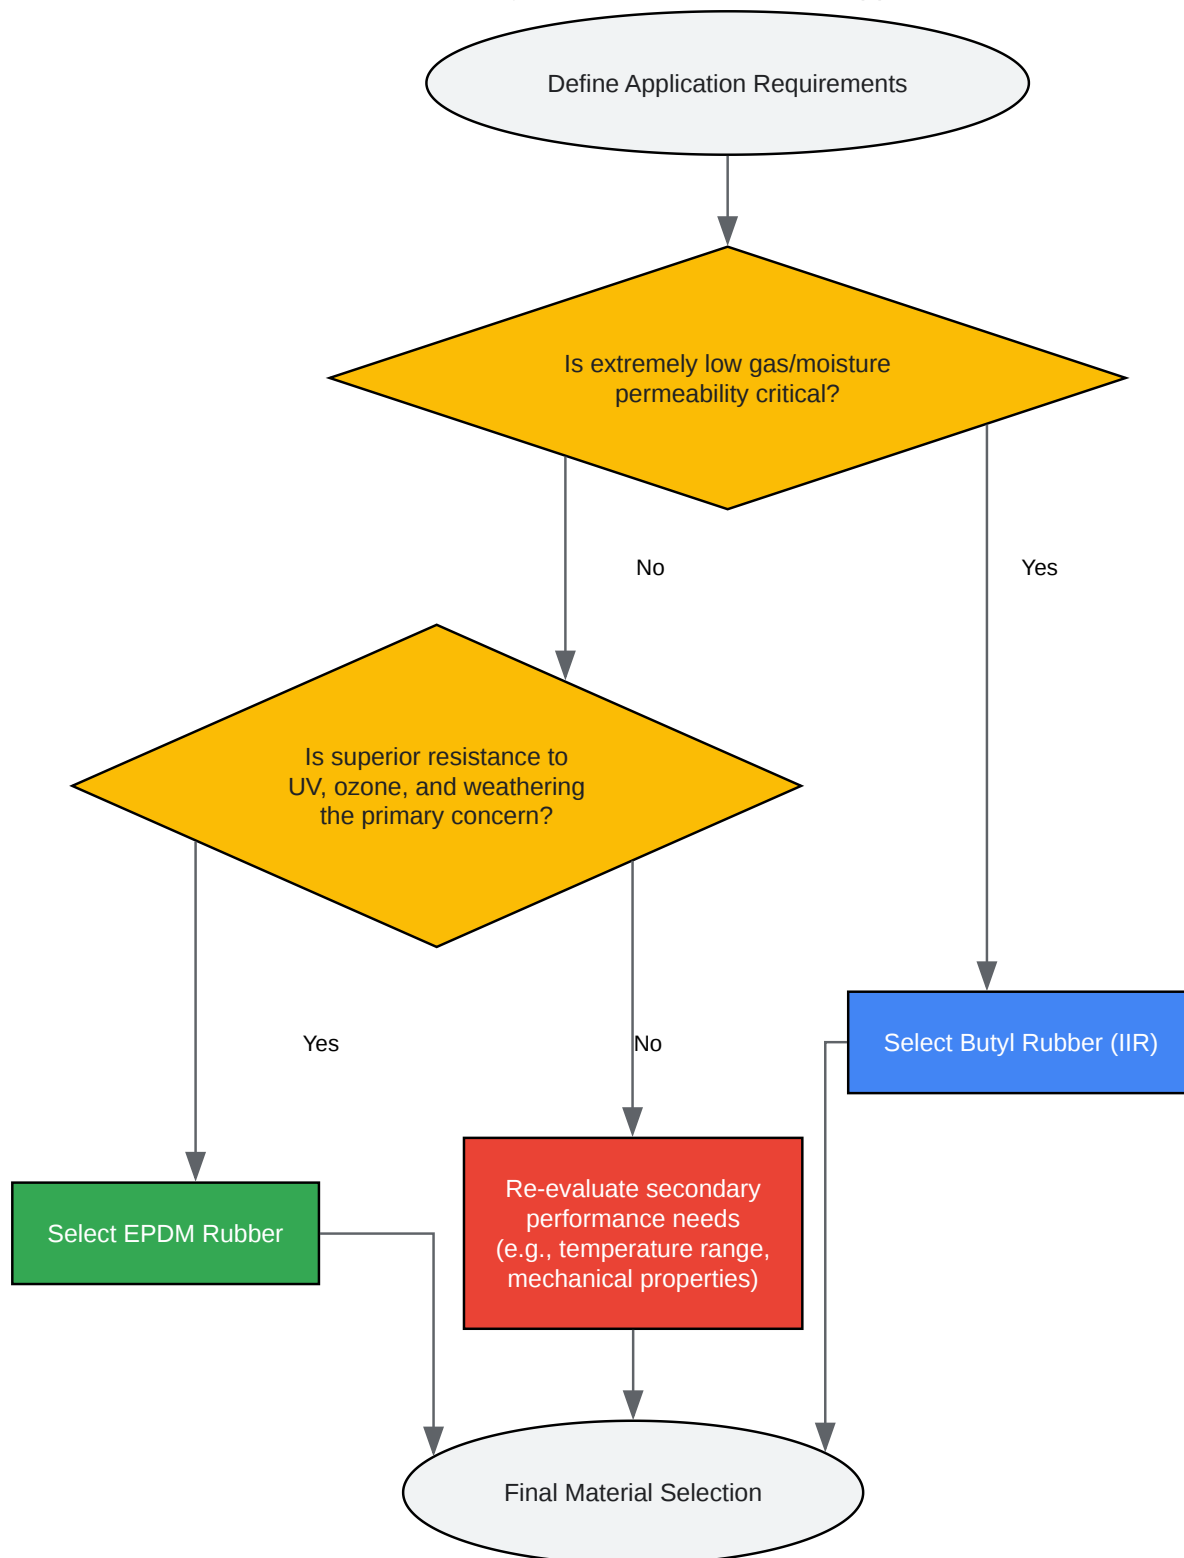 Define Application Requirements
Is extremely low gas/moisture
permeability critical?
No
Yes
Is superior resistance to
UV, ozone, and weathering
the primary concern?
Yes
No
Select Butyl Rubber (IIR)
Select EPDM Rubber
Re-evaluate secondary
performance needs
(e.g., temperature range,
mechanical properties)
Final Material Selection